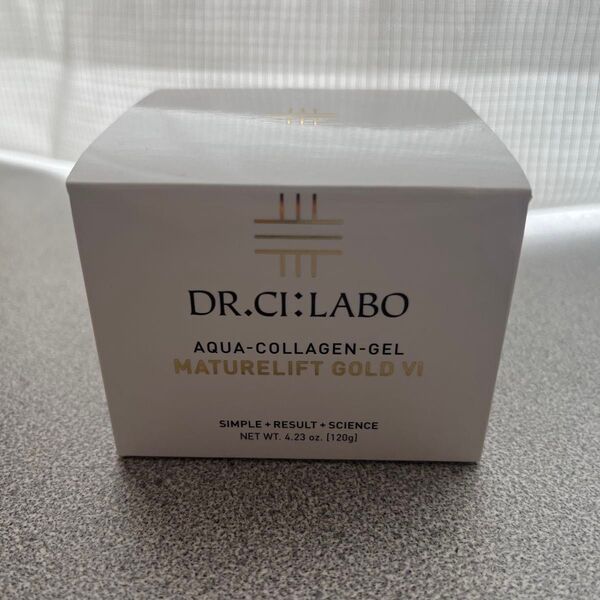 DR.CI:LABO
AQUA-COLLAGEN-GEL
MATURELIFT GOLD VI
SIMPLE + RESULT + SCIENCE
NET WT. 4.23 oz. [120g]